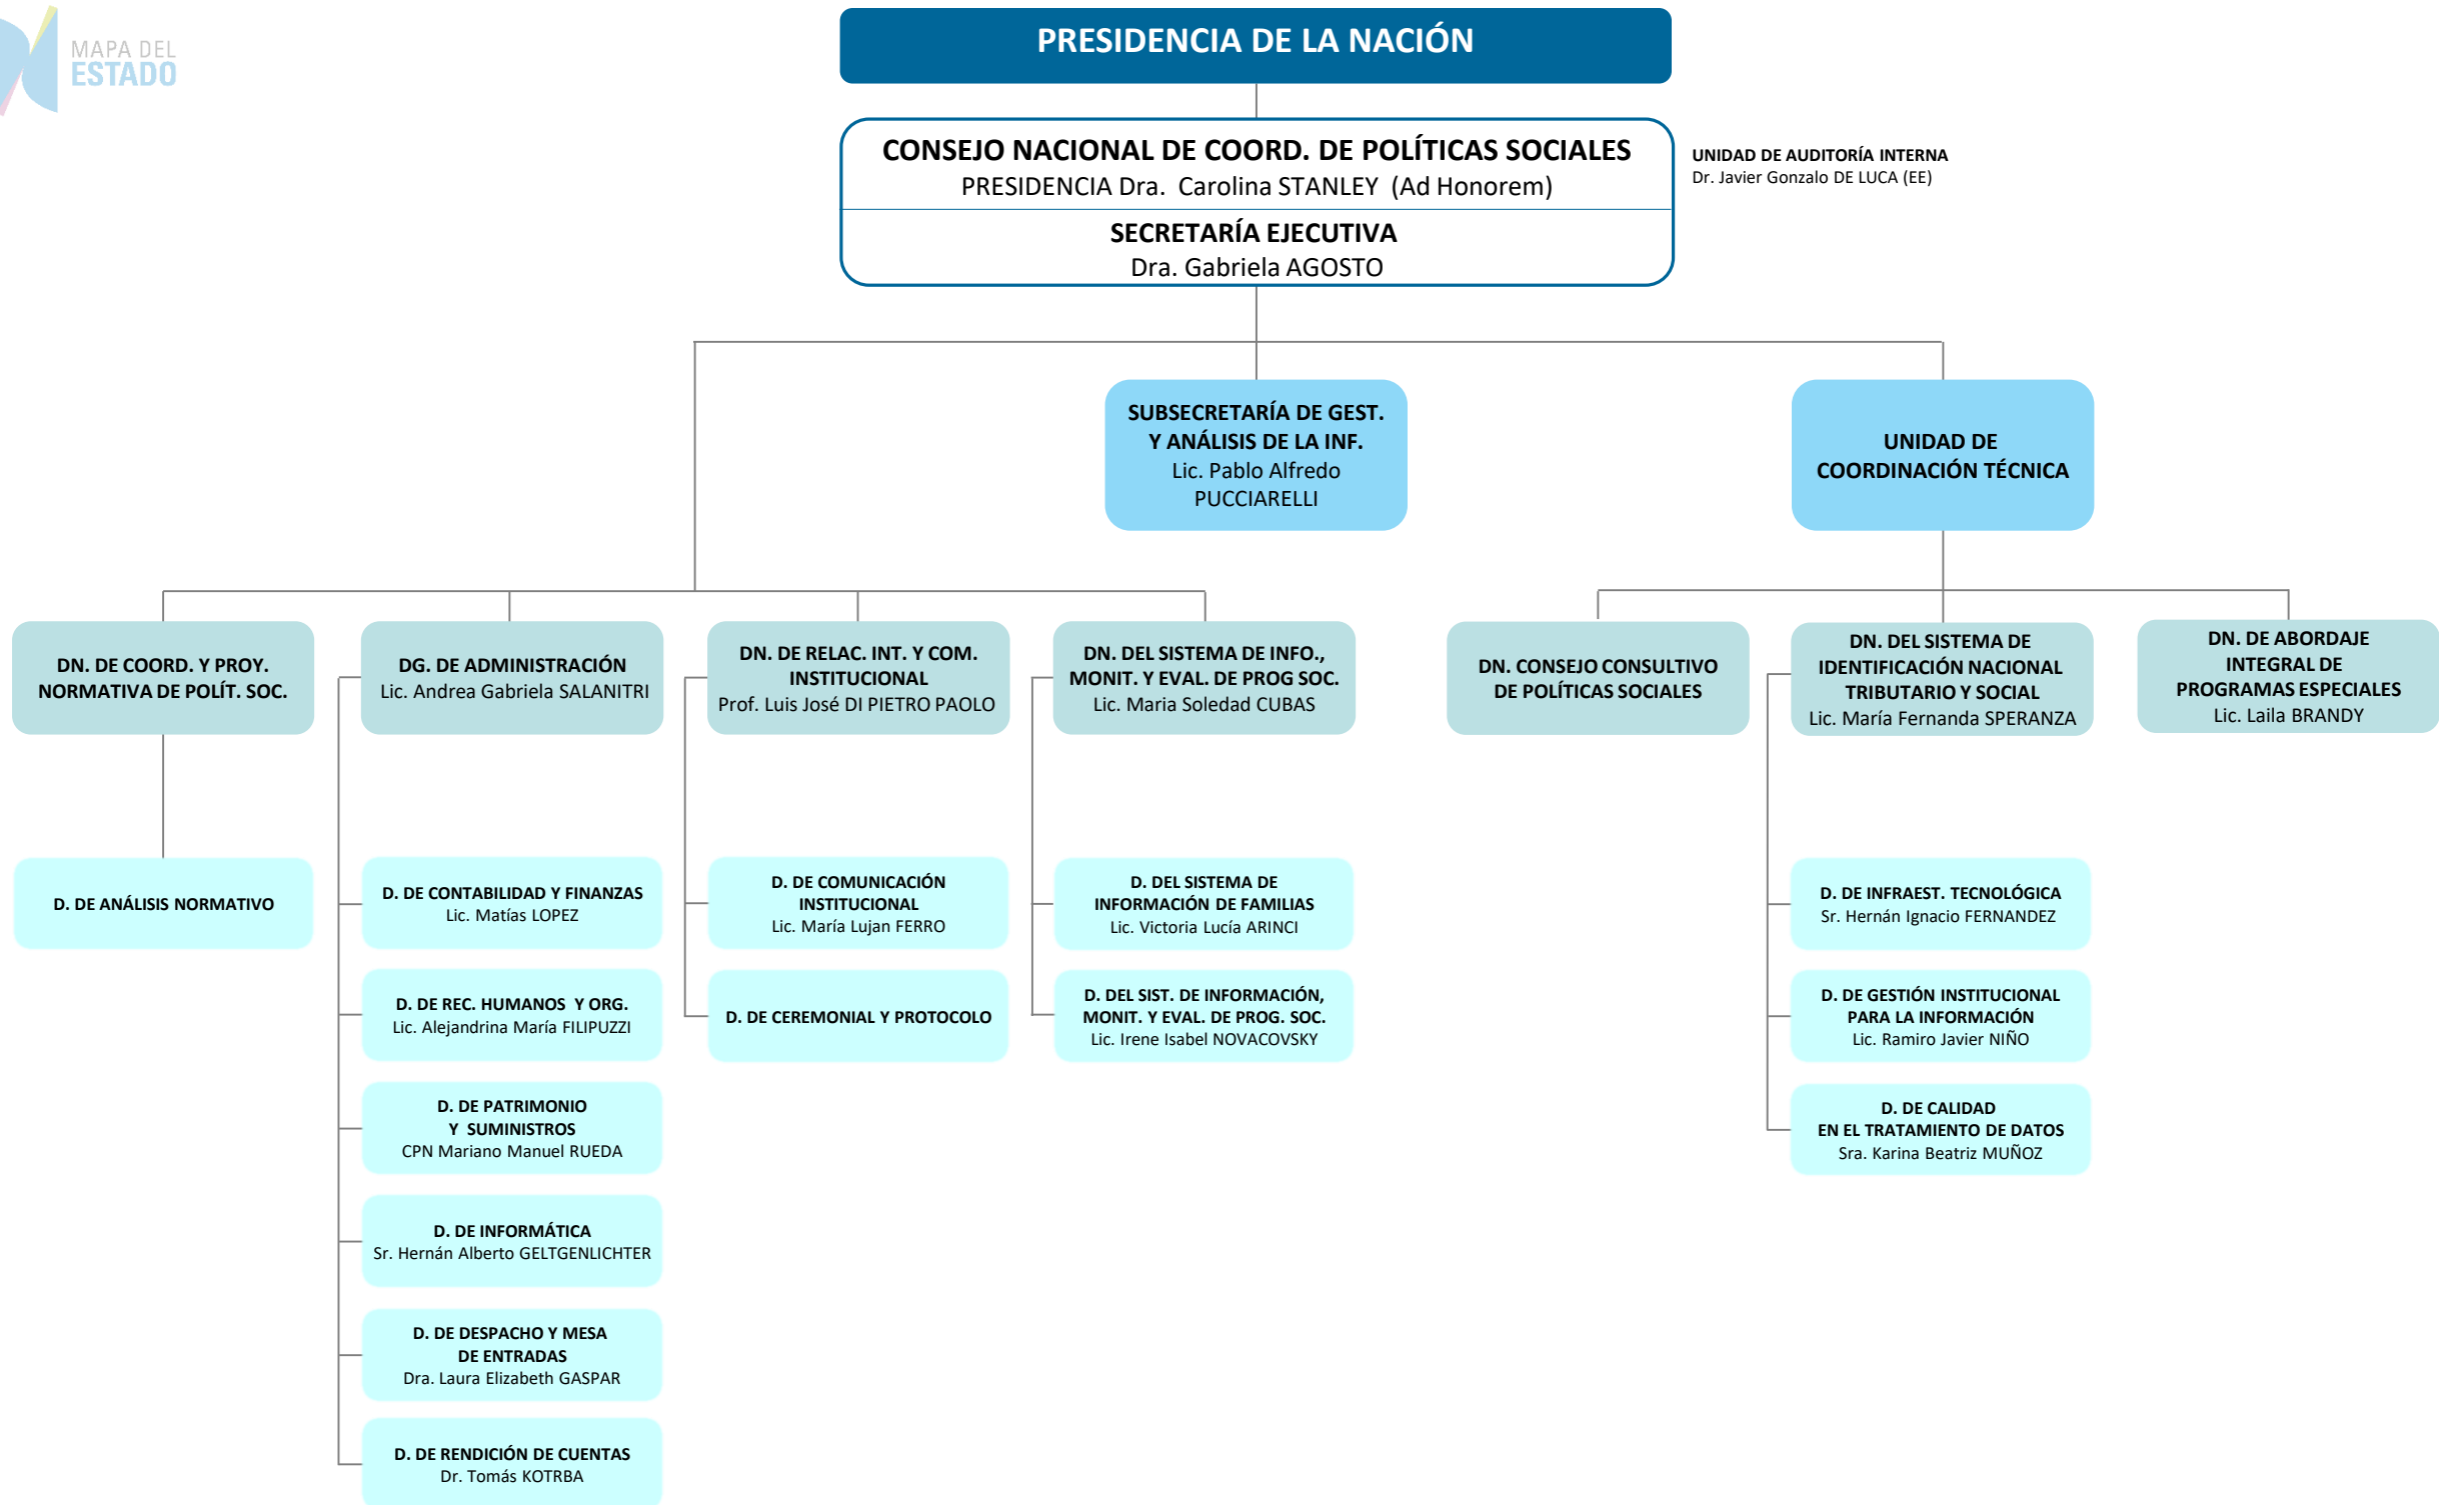 MAPA DEL
ESTADO
PRESIDENCIA DE LA NACIÓN
CONSEJO NACIONAL DE COORD. DE POLÍTICAS SOCIALES
PRESIDENCIA Dra. Carolina STANLEY (Ad Honorem)
SECRETARÍA EJECUTIVA
Dra. Gabriela AGOSTO
UNIDAD DE AUDITORÍA INTERNA
Dr. Javier Gonzalo DE LUCA (EE)
SUBSECRETARÍA DE GEST.
Y ANÁLISIS DE LA INF.
Lic. Pablo Alfredo
PUCCIARELLI
UNIDAD DE
COORDINACIÓN TÉCNICA
DN. DE COORD. Y PROY.
NORMATIVA DE POLÍT. SOC.
DG. DE ADMINISTRACIÓN
Lic. Andrea Gabriela SALANITRI
DN. DE RELAC. INT. Y COM.
INSTITUCIONAL
Prof. Luis José DI PIETRO PAOLO
DN. DEL SISTEMA DE INFO.,
MONIT. Y EVAL. DE PROG SOC.
Lic. Maria Soledad CUBAS
DN. CONSEJO CONSULTIVO
DE POLÍTICAS SOCIALES
DN. DEL SISTEMA DE
IDENTIFICACIÓN NACIONAL
TRIBUTARIO Y SOCIAL
Lic. María Fernanda SPERANZA
DN. DE ABORDAJE
INTEGRAL DE
PROGRAMAS ESPECIALES
Lic. Laila BRANDY
D. DE ANÁLISIS NORMATIVO
D. DE CONTABILIDAD Y FINANZAS
Lic. Matías LOPEZ
D. DE COMUNICACIÓN
INSTITUCIONAL
Lic. María Lujan FERRO
D. DEL SISTEMA DE
INFORMACIÓN DE FAMILIAS
Lic. Victoria Lucía ARINCI
D. DE INFRAEST. TECNOLÓGICA
Sr. Hernán Ignacio FERNANDEZ
D. DE REC. HUMANOS Y ORG.
Lic. Alejandrina María FILIPUZZI
D. DE CEREMONIAL Y PROTOCOLO
D. DEL SIST. DE INFORMACIÓN,
MONIT. Y EVAL. DE PROG. SOC.
Lic. Irene Isabel NOVACOVSKY
D. DE GESTIÓN INSTITUCIONAL
PARA LA INFORMACIÓN
Lic. Ramiro Javier NIÑO
D. DE PATRIMONIO
Y SUMINISTROS
CPN Mariano Manuel RUEDA
D. DE CALIDAD
EN EL TRATAMIENTO DE DATOS
Sra. Karina Beatriz MUÑOZ
D. DE INFORMÁTICA
Sr. Hernán Alberto GELTGENLICHTER
D. DE DESPACHO Y MESA
DE ENTRADAS
Dra. Laura Elizabeth GASPAR
D. DE RENDICIÓN DE CUENTAS
Dr. Tomás KOTRBA